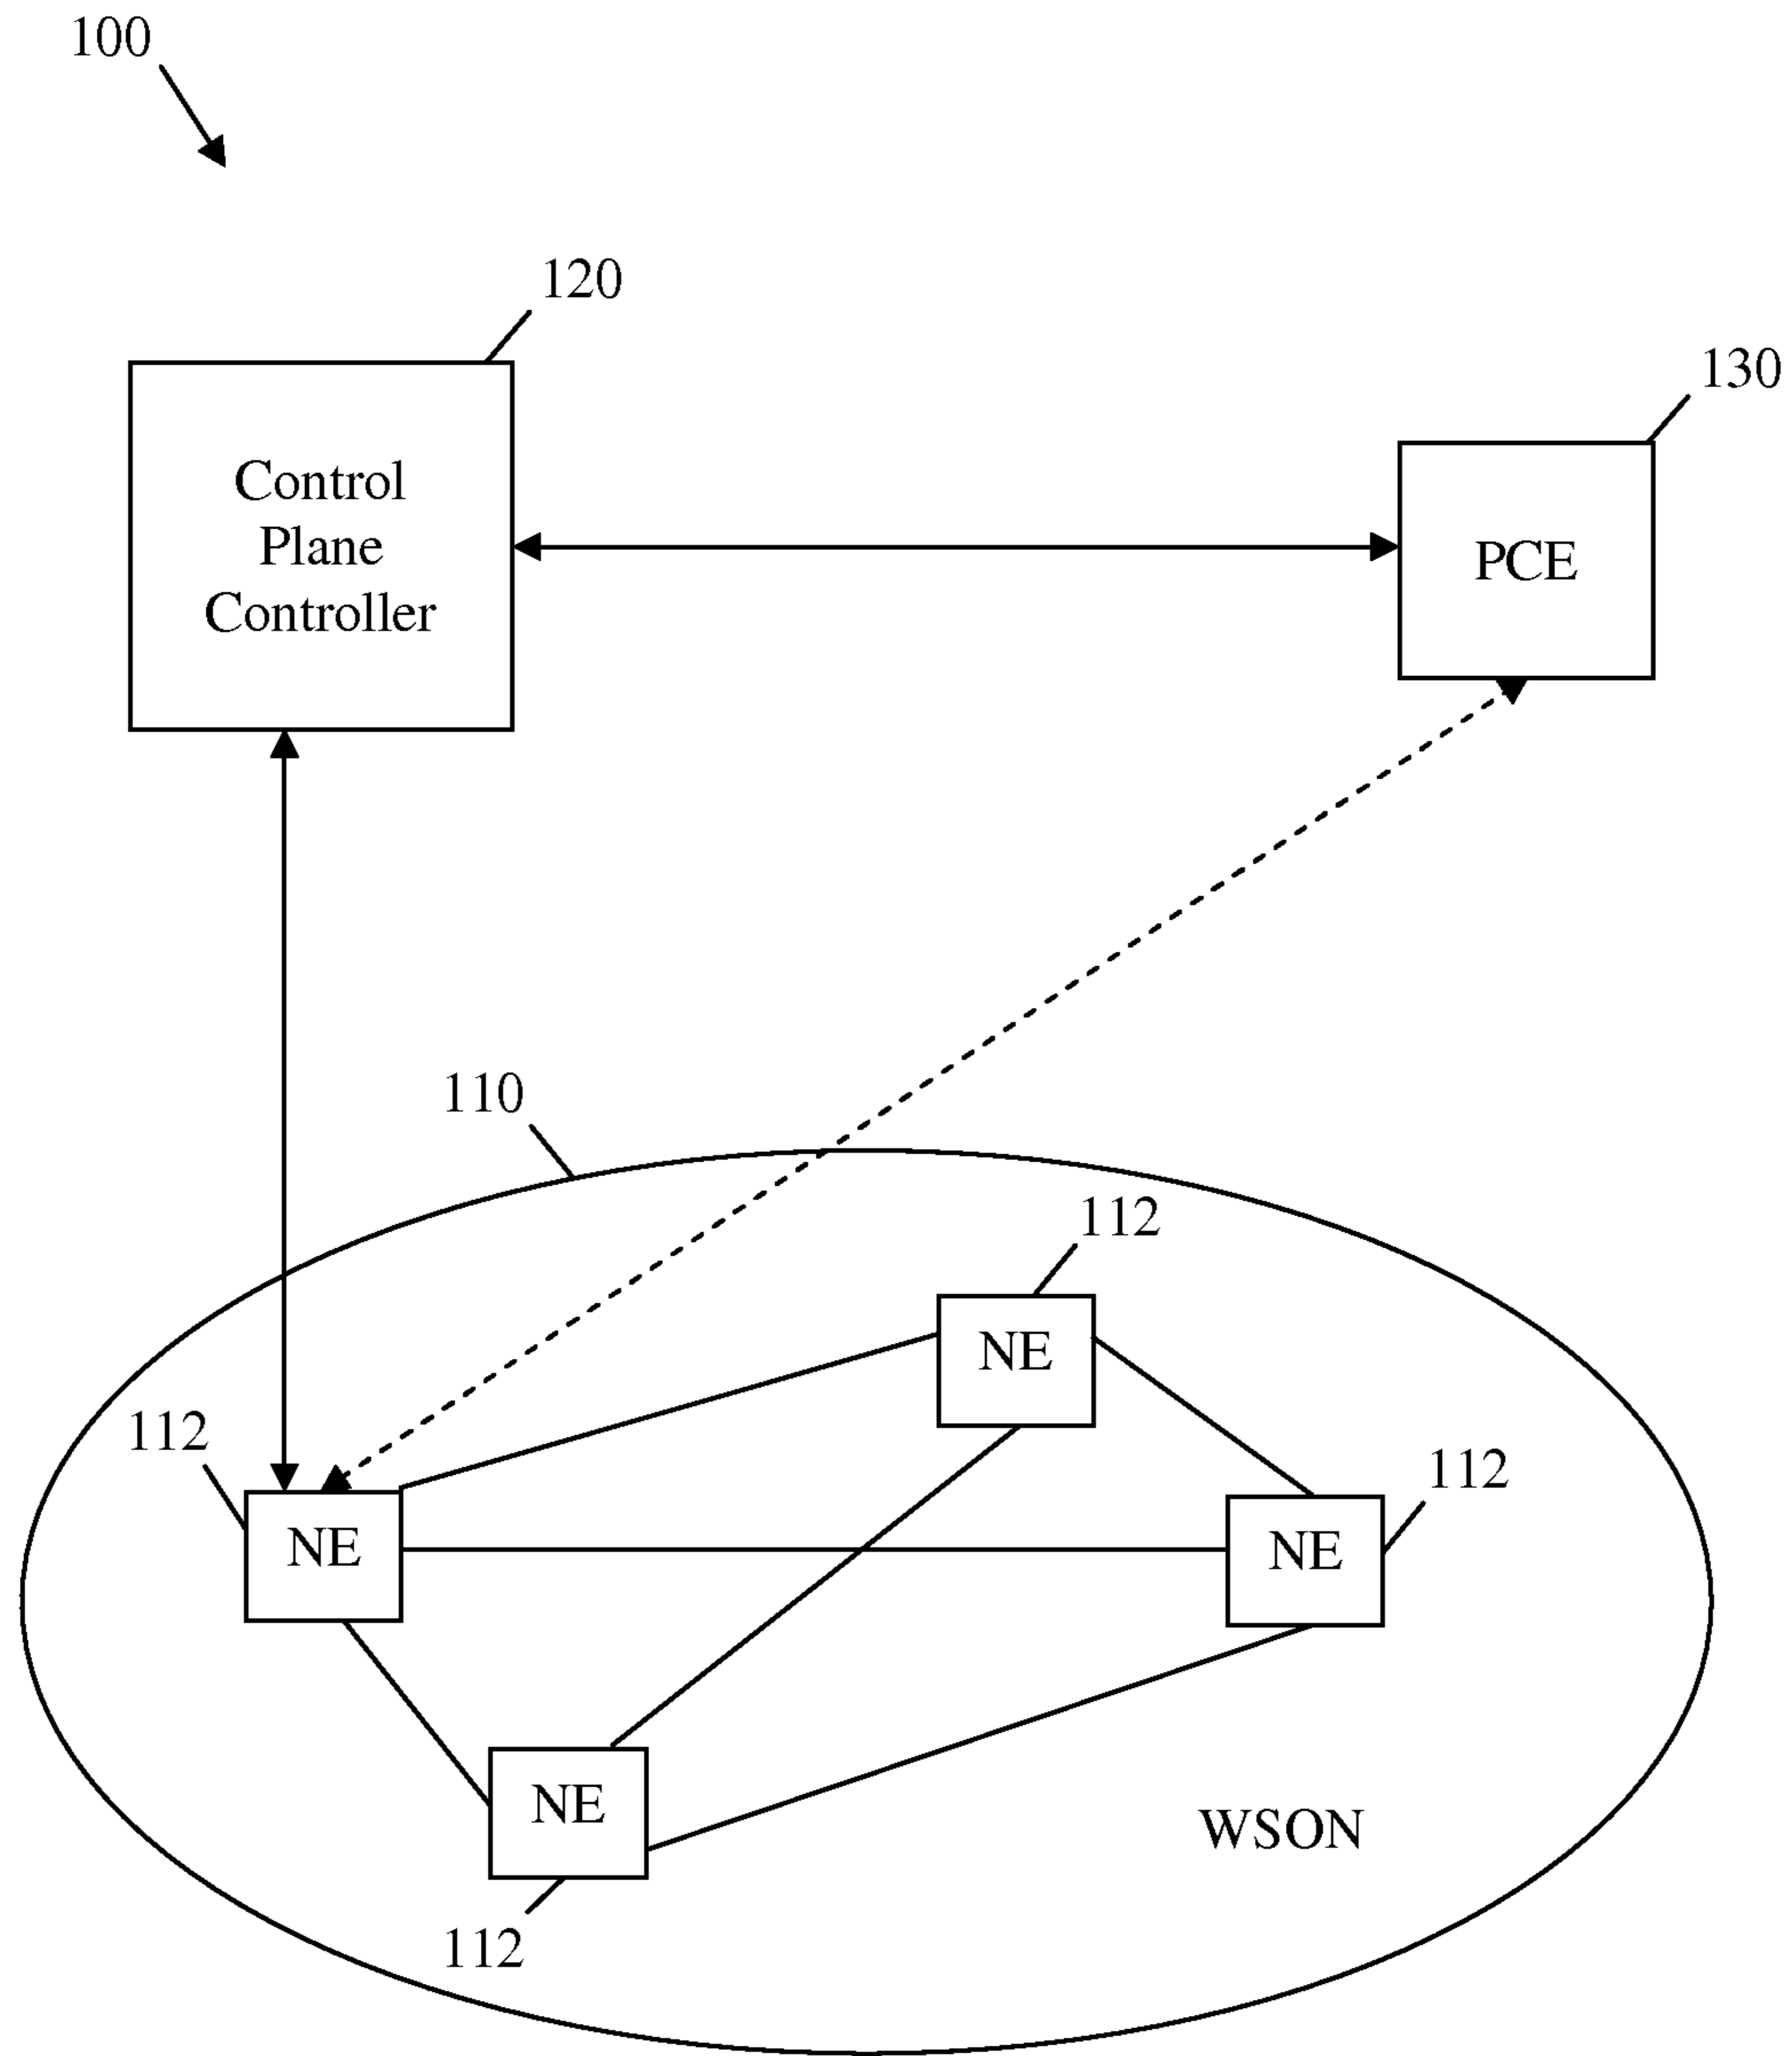 100
120
130
Control
Plane
Controller
PCE
110
112
NE
112
NE
112
NE
NE
WSON
112